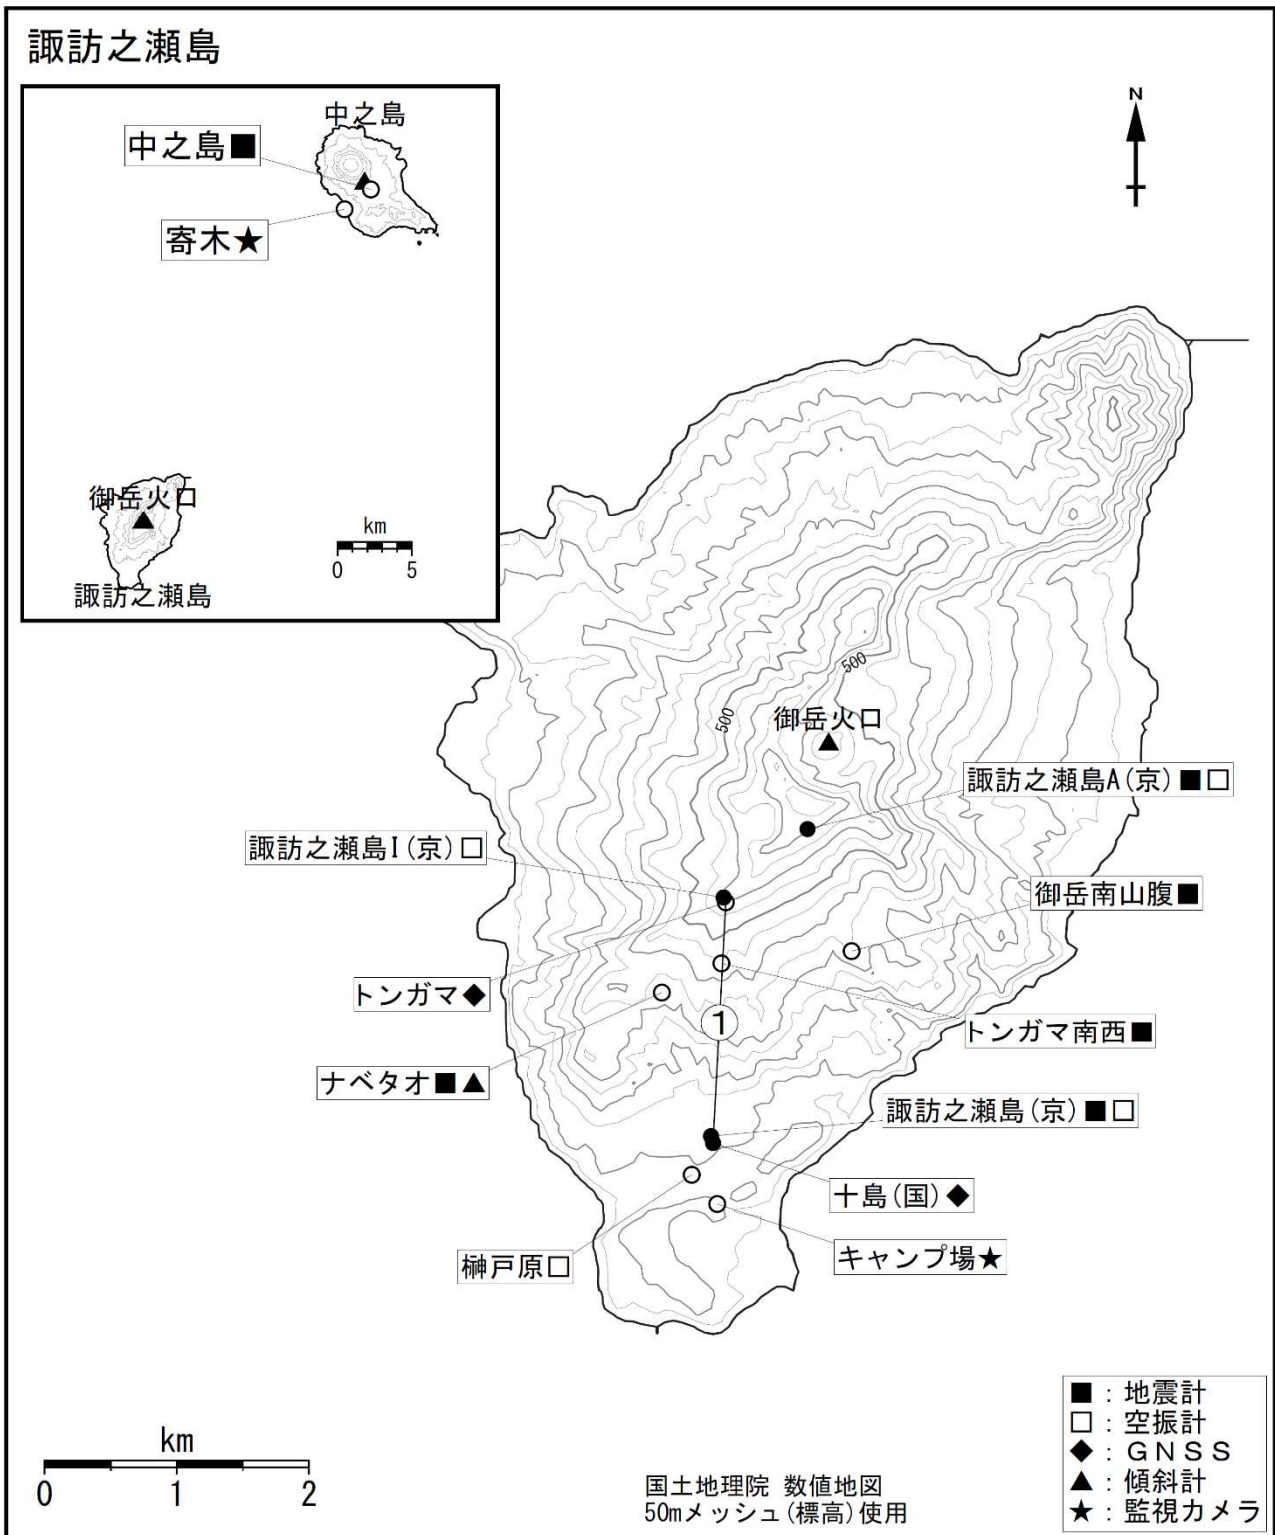 諏訪之瀬島
中之島
中之島■
寄木★
御岳火口
諏訪之瀬島
km
0 5
N
500
500
御岳火口
諏訪之瀬島A(京)■□
諏訪之瀬島I(京)□
御岳南山腹■
トンガマ◆
トンガマ南西■
1
ナベタオ■▲
諏訪之瀬島(京)■□
十島(国)◆
榊戸原□
キャンプ場★
km
0 1 2
国土地理院 数値地図
50mメッシュ(標高)使用
■:地震計
□:空振計
◆:GNSS
▲:傾斜計
★:監視カメラ